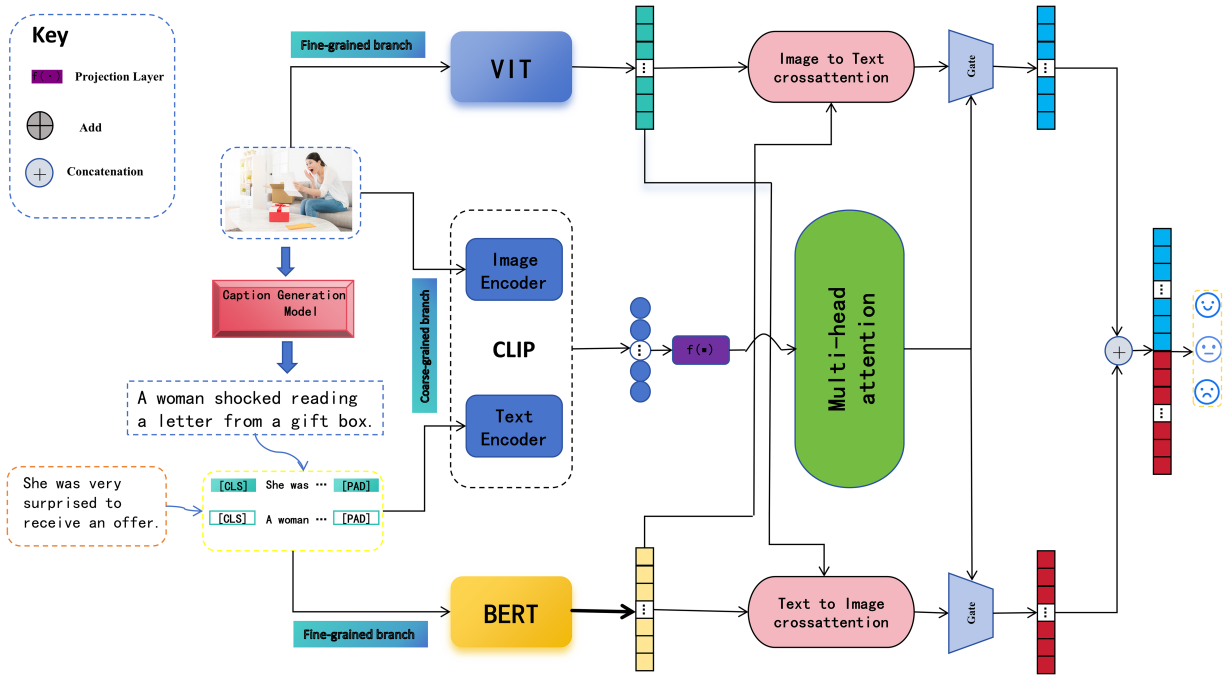 Key
f(·)
Projection Layer
Add
Concatenation
Fine-grained branch
VIT
Image to Text
crossattention
Gate
Image
Encoder
CLIP
Text
Encoder
Coarse-grained branch
Caption Generation
Model
A woman shocked reading
a letter from a gift box.
She was very
surprised to
receive an offer.
[CLS] She was ··· [PAD]
[CLS] A woman ··· [PAD]
f(▪)
Multi-head
attention
Fine-grained branch
BERT
Text to Image
crossattention
Gate